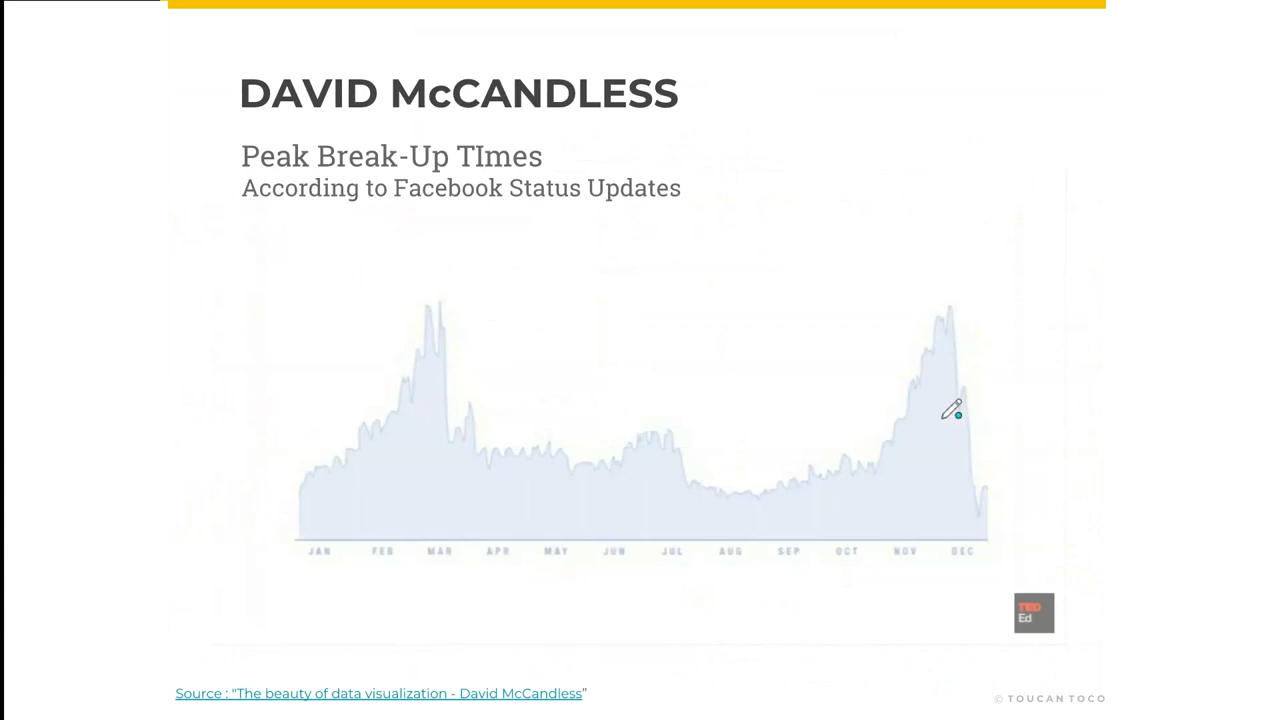 DAVID McCANDLESS
Peak Break-Up TImes
According to Facebook Status Updates
JAN FEB MAR APR MAY JUN JUL AUG SEP OCT NOV DEC
TED
Ed
Source : "The beauty of data visualization - David McCandless”
© TOUCAN TOCO